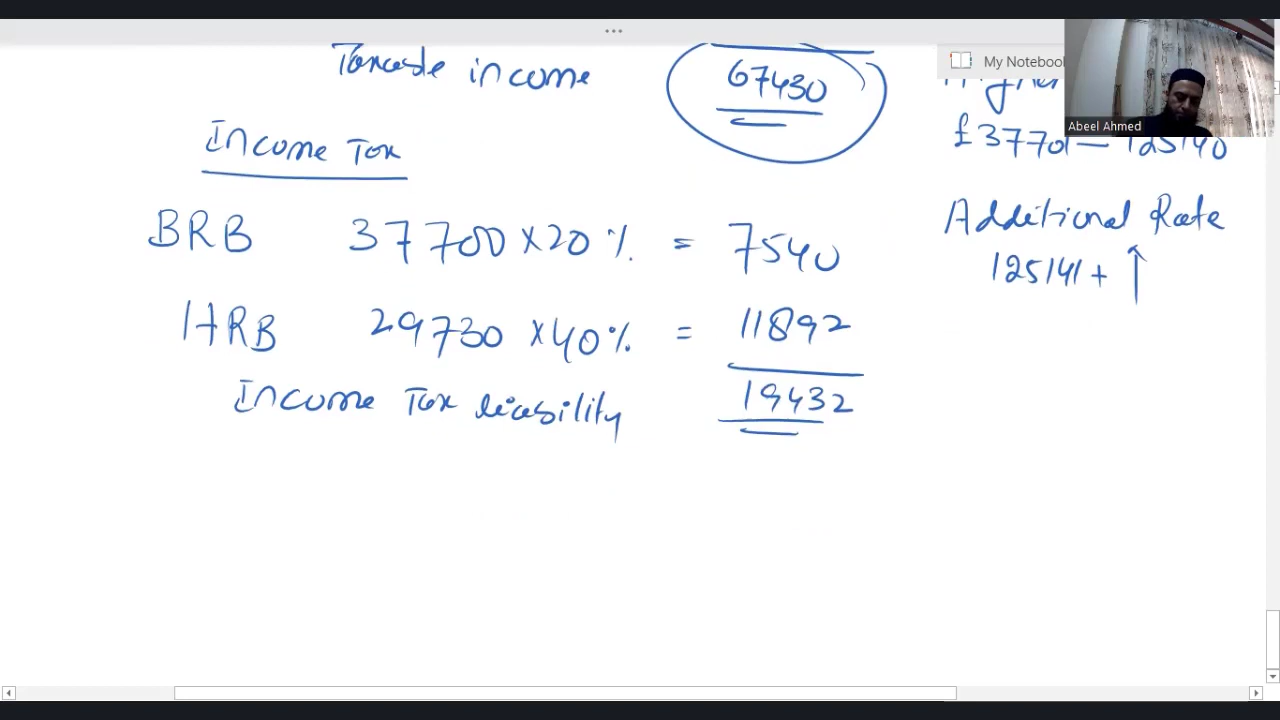 Taxable income 67430
My Notebook
Abeel Ahmed
£37701 — 125140
Income Tax
BRB 37700 x 20% = 7540
Additional Rate
125141 + ↑
HRB 29730 x 40% = 11892
Income Tax liability 19432